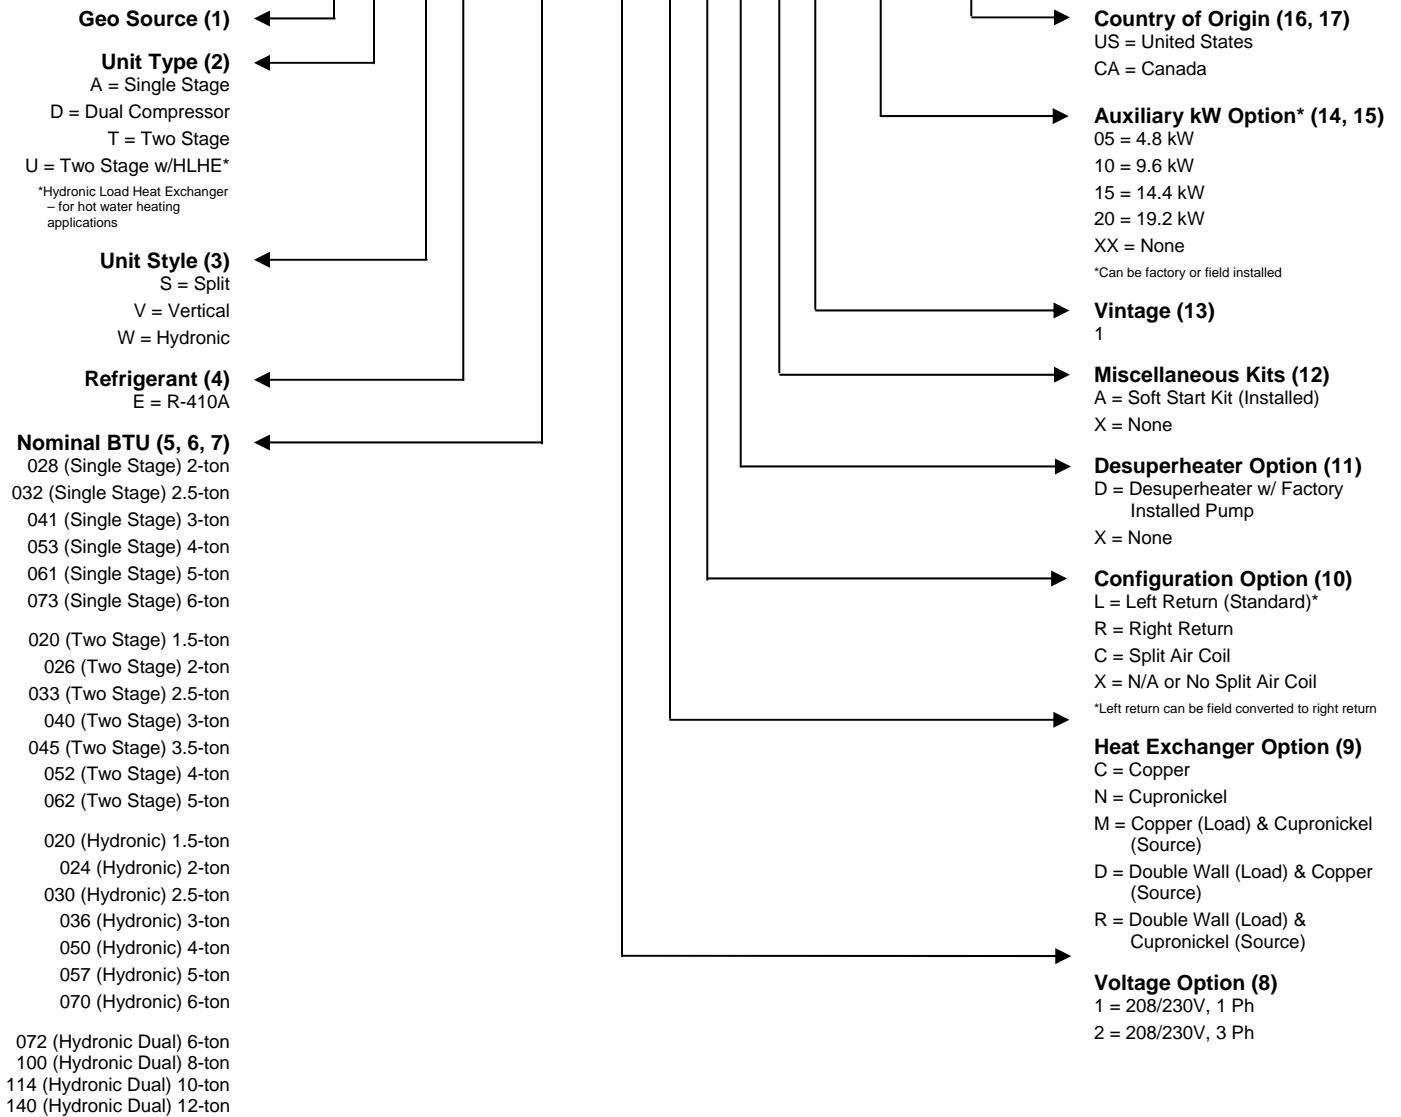 Geo Source (1)
Unit Type (2)
A = Single Stage
D = Dual Compressor
T = Two Stage
U = Two Stage w/HLHE*
*Hydronic Load Heat Exchanger
– for hot water heating
applications
Unit Style (3)
S = Split
V = Vertical
W = Hydronic
Refrigerant (4)
E = R-410A
Nominal BTU (5, 6, 7)
028 (Single Stage) 2-ton
032 (Single Stage) 2.5-ton
041 (Single Stage) 3-ton
053 (Single Stage) 4-ton
061 (Single Stage) 5-ton
073 (Single Stage) 6-ton
020 (Two Stage) 1.5-ton
026 (Two Stage) 2-ton
033 (Two Stage) 2.5-ton
040 (Two Stage) 3-ton
045 (Two Stage) 3.5-ton
052 (Two Stage) 4-ton
062 (Two Stage) 5-ton
020 (Hydronic) 1.5-ton
024 (Hydronic) 2-ton
030 (Hydronic) 2.5-ton
036 (Hydronic) 3-ton
050 (Hydronic) 4-ton
057 (Hydronic) 5-ton
070 (Hydronic) 6-ton
072 (Hydronic Dual) 6-ton
100 (Hydronic Dual) 8-ton
114 (Hydronic Dual) 10-ton
140 (Hydronic Dual) 12-ton
Country of Origin (16, 17)
US = United States
CA = Canada
Auxiliary kW Option* (14, 15)
05 = 4.8 kW
10 = 9.6 kW
15 = 14.4 kW
20 = 19.2 kW
XX = None
*Can be factory or field installed
Vintage (13)
1
Miscellaneous Kits (12)
A = Soft Start Kit (Installed)
X = None
Desuperheater Option (11)
D = Desuperheater w/ Factory
Installed Pump
X = None
Configuration Option (10)
L = Left Return (Standard)*
R = Right Return
C = Split Air Coil
X = N/A or No Split Air Coil
*Left return can be field converted to right return
Heat Exchanger Option (9)
C = Copper
N = Cupronickel
M = Copper (Load) & Cupronickel
(Source)
D = Double Wall (Load) & Copper
(Source)
R = Double Wall (Load) &
Cupronickel (Source)
Voltage Option (8)
1 = 208/230V, 1 Ph
2 = 208/230V, 3 Ph